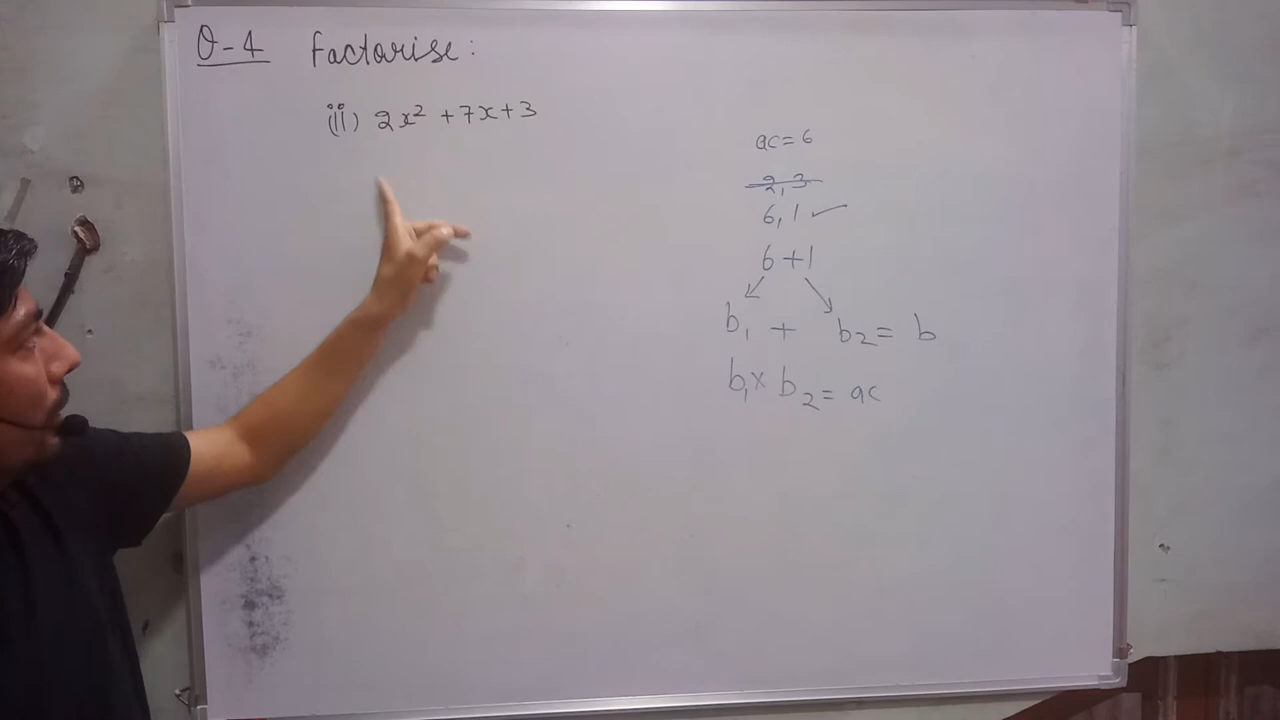 Q-4 Factorise:
(ii) 2x² + 7x + 3
ac = 6
2, 3
6, 1 ✓
6 + 1
b₁ + b₂ = b
b₁ × b₂ = ac